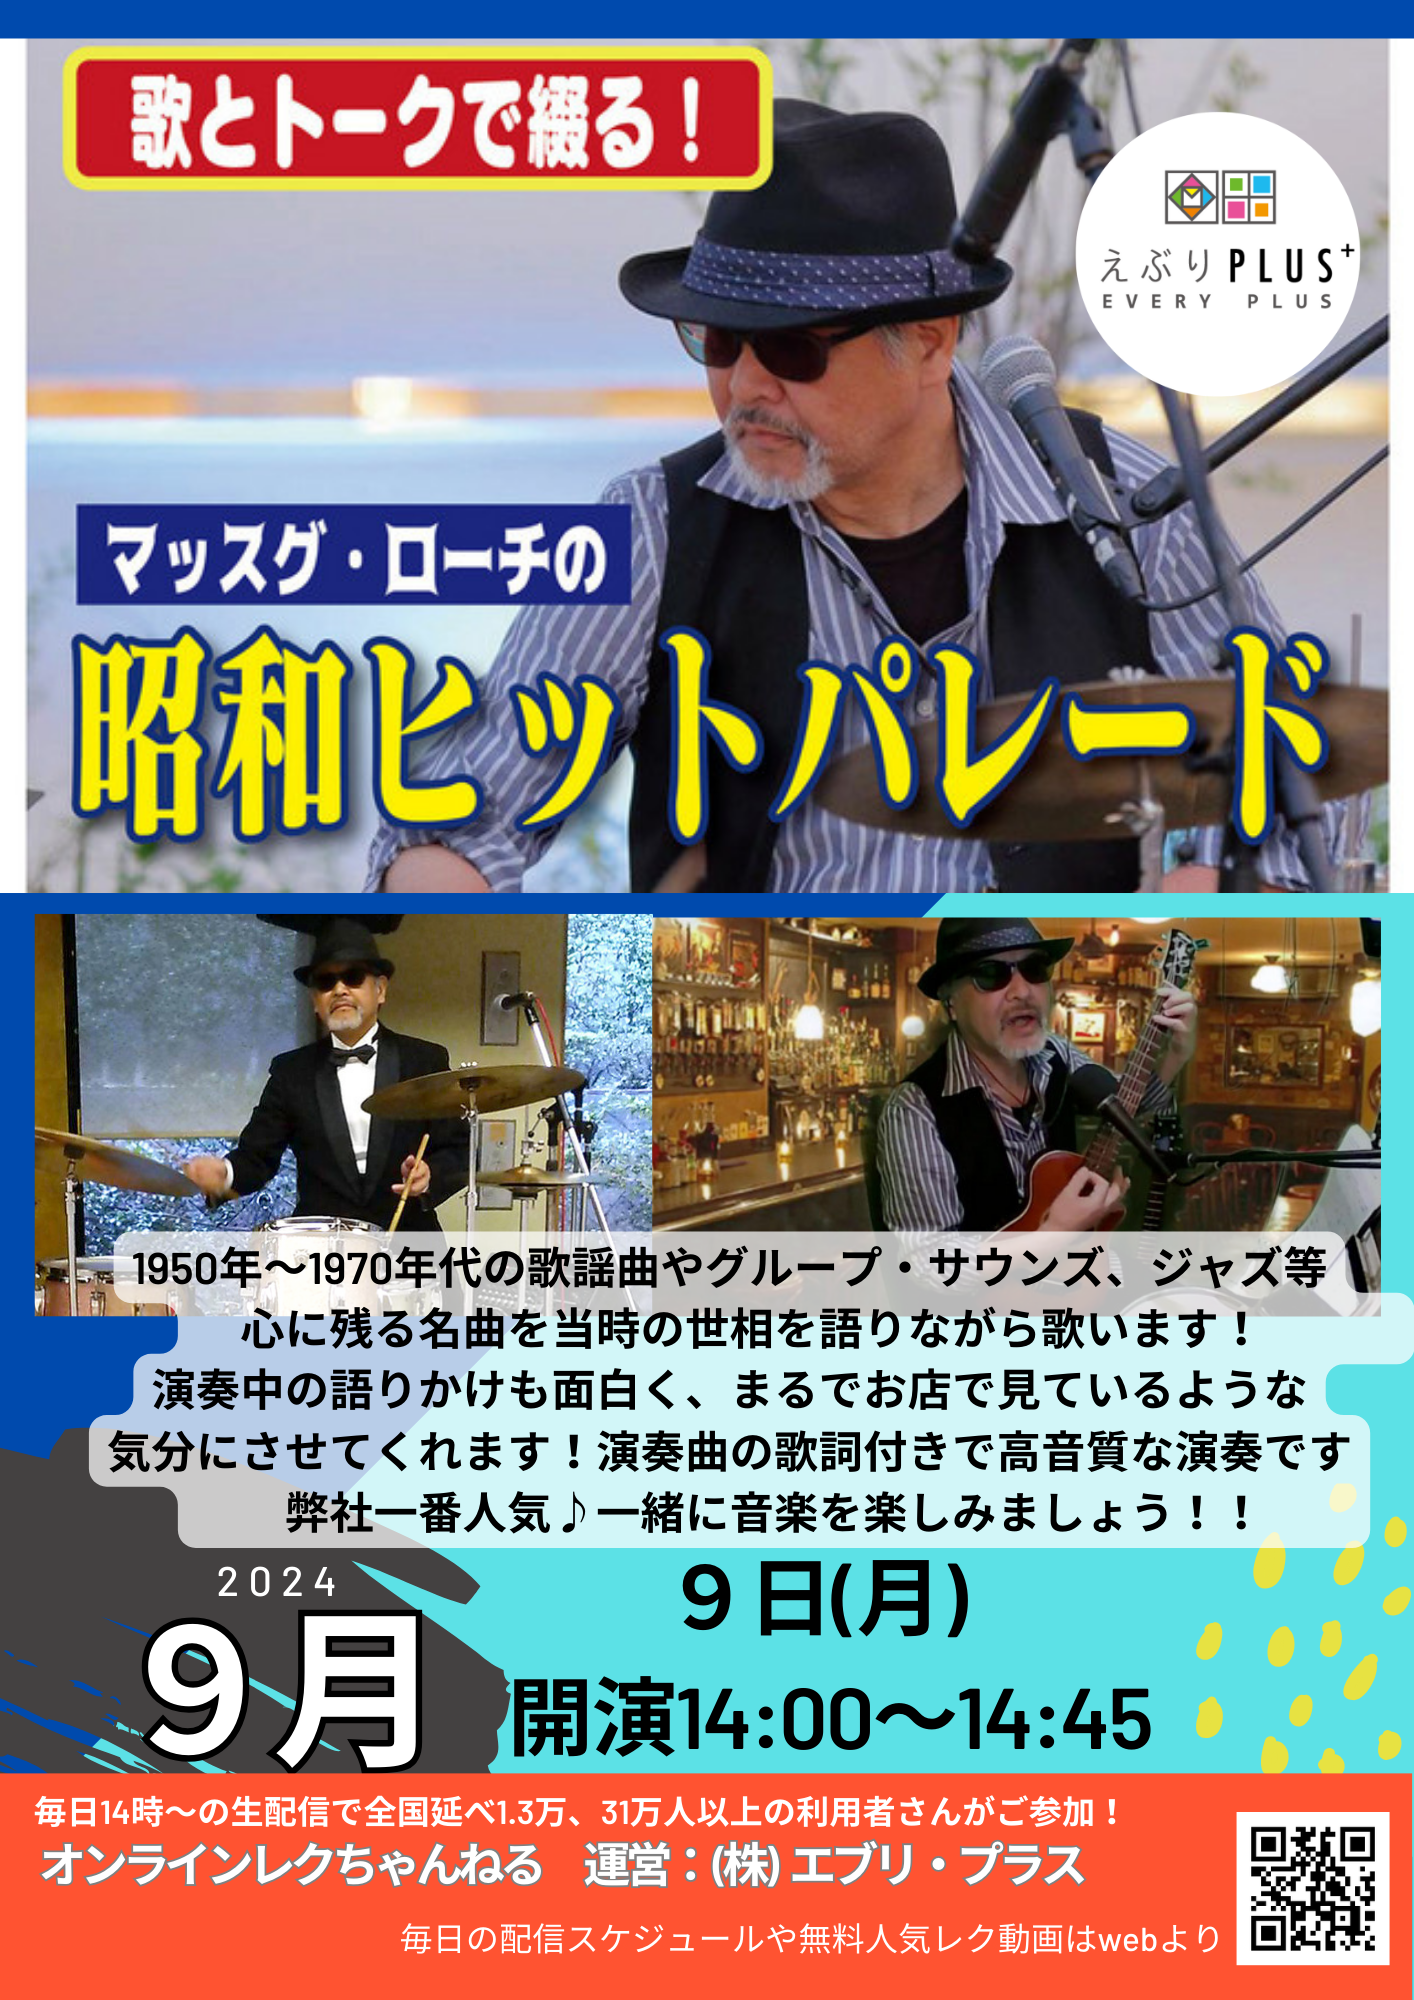 歌とトークで綴る！
えぶりPLUS+
EVERY PLUS
マッスグ・ローチの
昭和ヒットパレード
1950年～1970年代の歌謡曲やグループ・サウンズ、ジャズ等
心に残る名曲を当時の世相を語りながら歌います！
演奏中の語りかけも面白く、まるでお店で見ているような
気分にさせてくれます！演奏曲の歌詞付きで高音質な演奏です
弊社一番人気♪一緒に音楽を楽しみましょう！！
2024
9月
9日(月)
開演14:00～14:45
毎日14時～の生配信で全国延べ1.3万、31万人以上の利用者さんがご参加！
オンラインレクちゃんねる　運営：(株) エブリ・プラス
毎日の配信スケジュールや無料人気レク動画はwebより